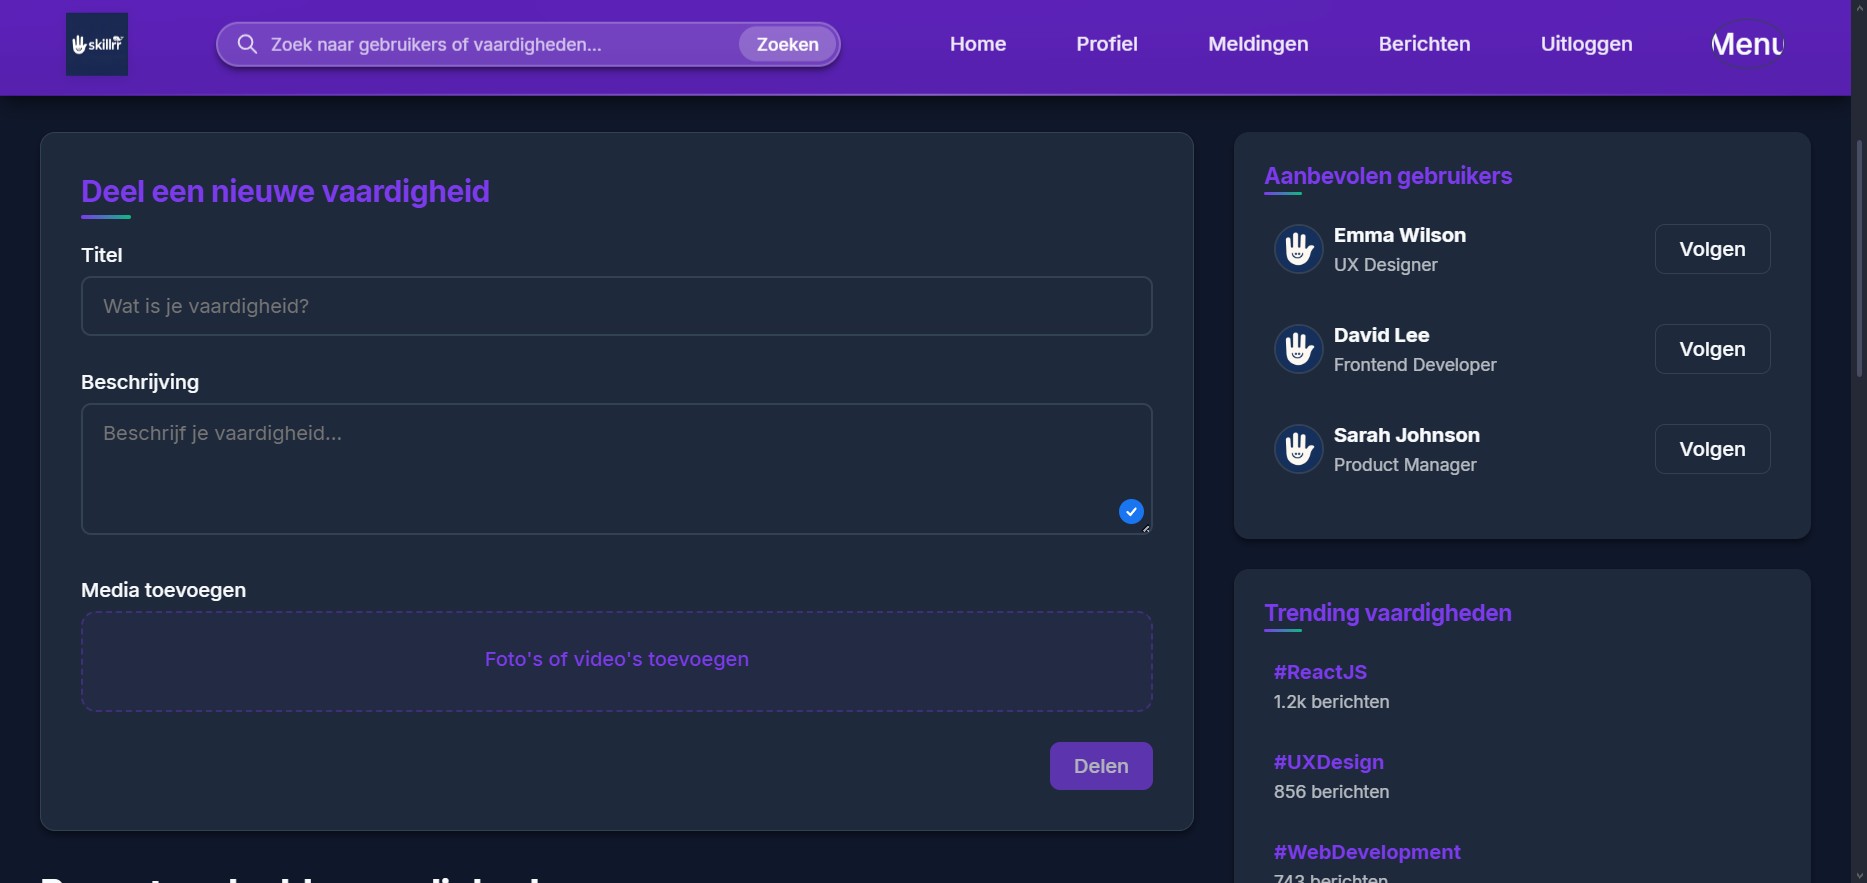 skillrr
Zoek naar gebruikers of vaardigheden...
Zoeken
Home
Profiel
Meldingen
Berichten
Uitloggen
Menu
Deel een nieuwe vaardigheid
Titel
Wat is je vaardigheid?
Beschrijving
Beschrijf je vaardigheid...
Media toevoegen
Foto's of video's toevoegen
Delen
Aanbevolen gebruikers
Emma Wilson
UX Designer
Volgen
David Lee
Frontend Developer
Volgen
Sarah Johnson
Product Manager
Volgen
Trending vaardigheden
#ReactJS
1.2k berichten
#UXDesign
856 berichten
#WebDevelopment
743 berichten